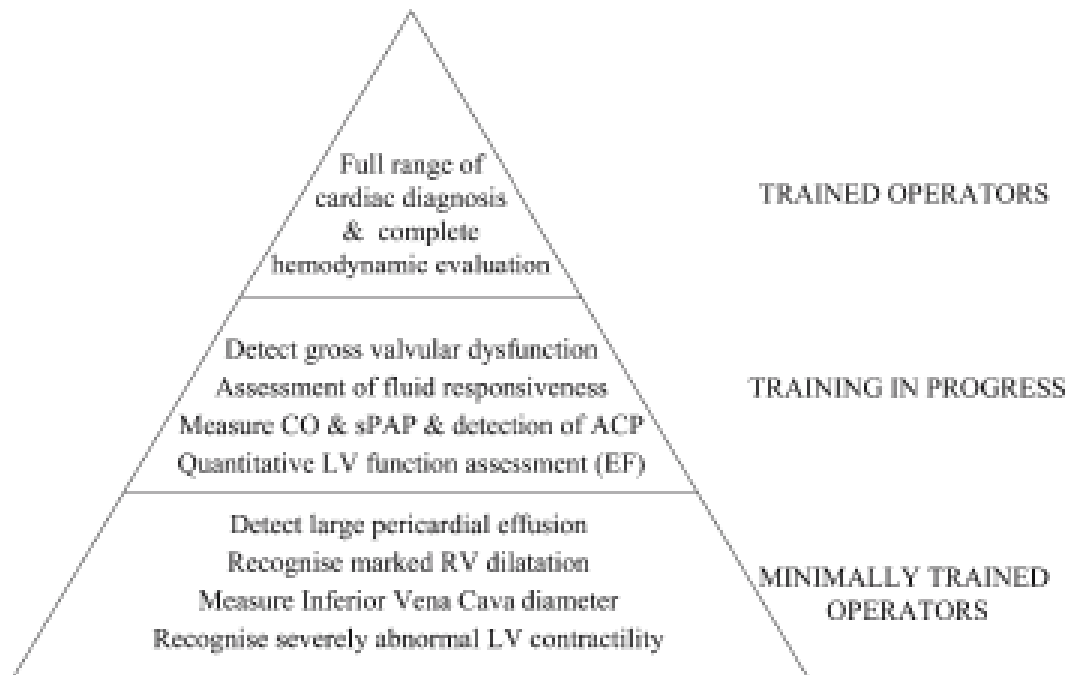 Full range of
cardiac diagnosis
& complete
hemodynamic evaluation
TRAINED OPERATORS
Detect gross valvular dysfunction
Assessment of fluid responsiveness
Measure CO & sPAP & detection of ACP
Quantitative LV function assessment (EF)
TRAINING IN PROGRESS
Detect large pericardial effusion
Recognise marked RV dilatation
Measure Inferior Vena Cava diameter
Recognise severely abnormal LV contractility
MINIMALLY TRAINED
OPERATORS